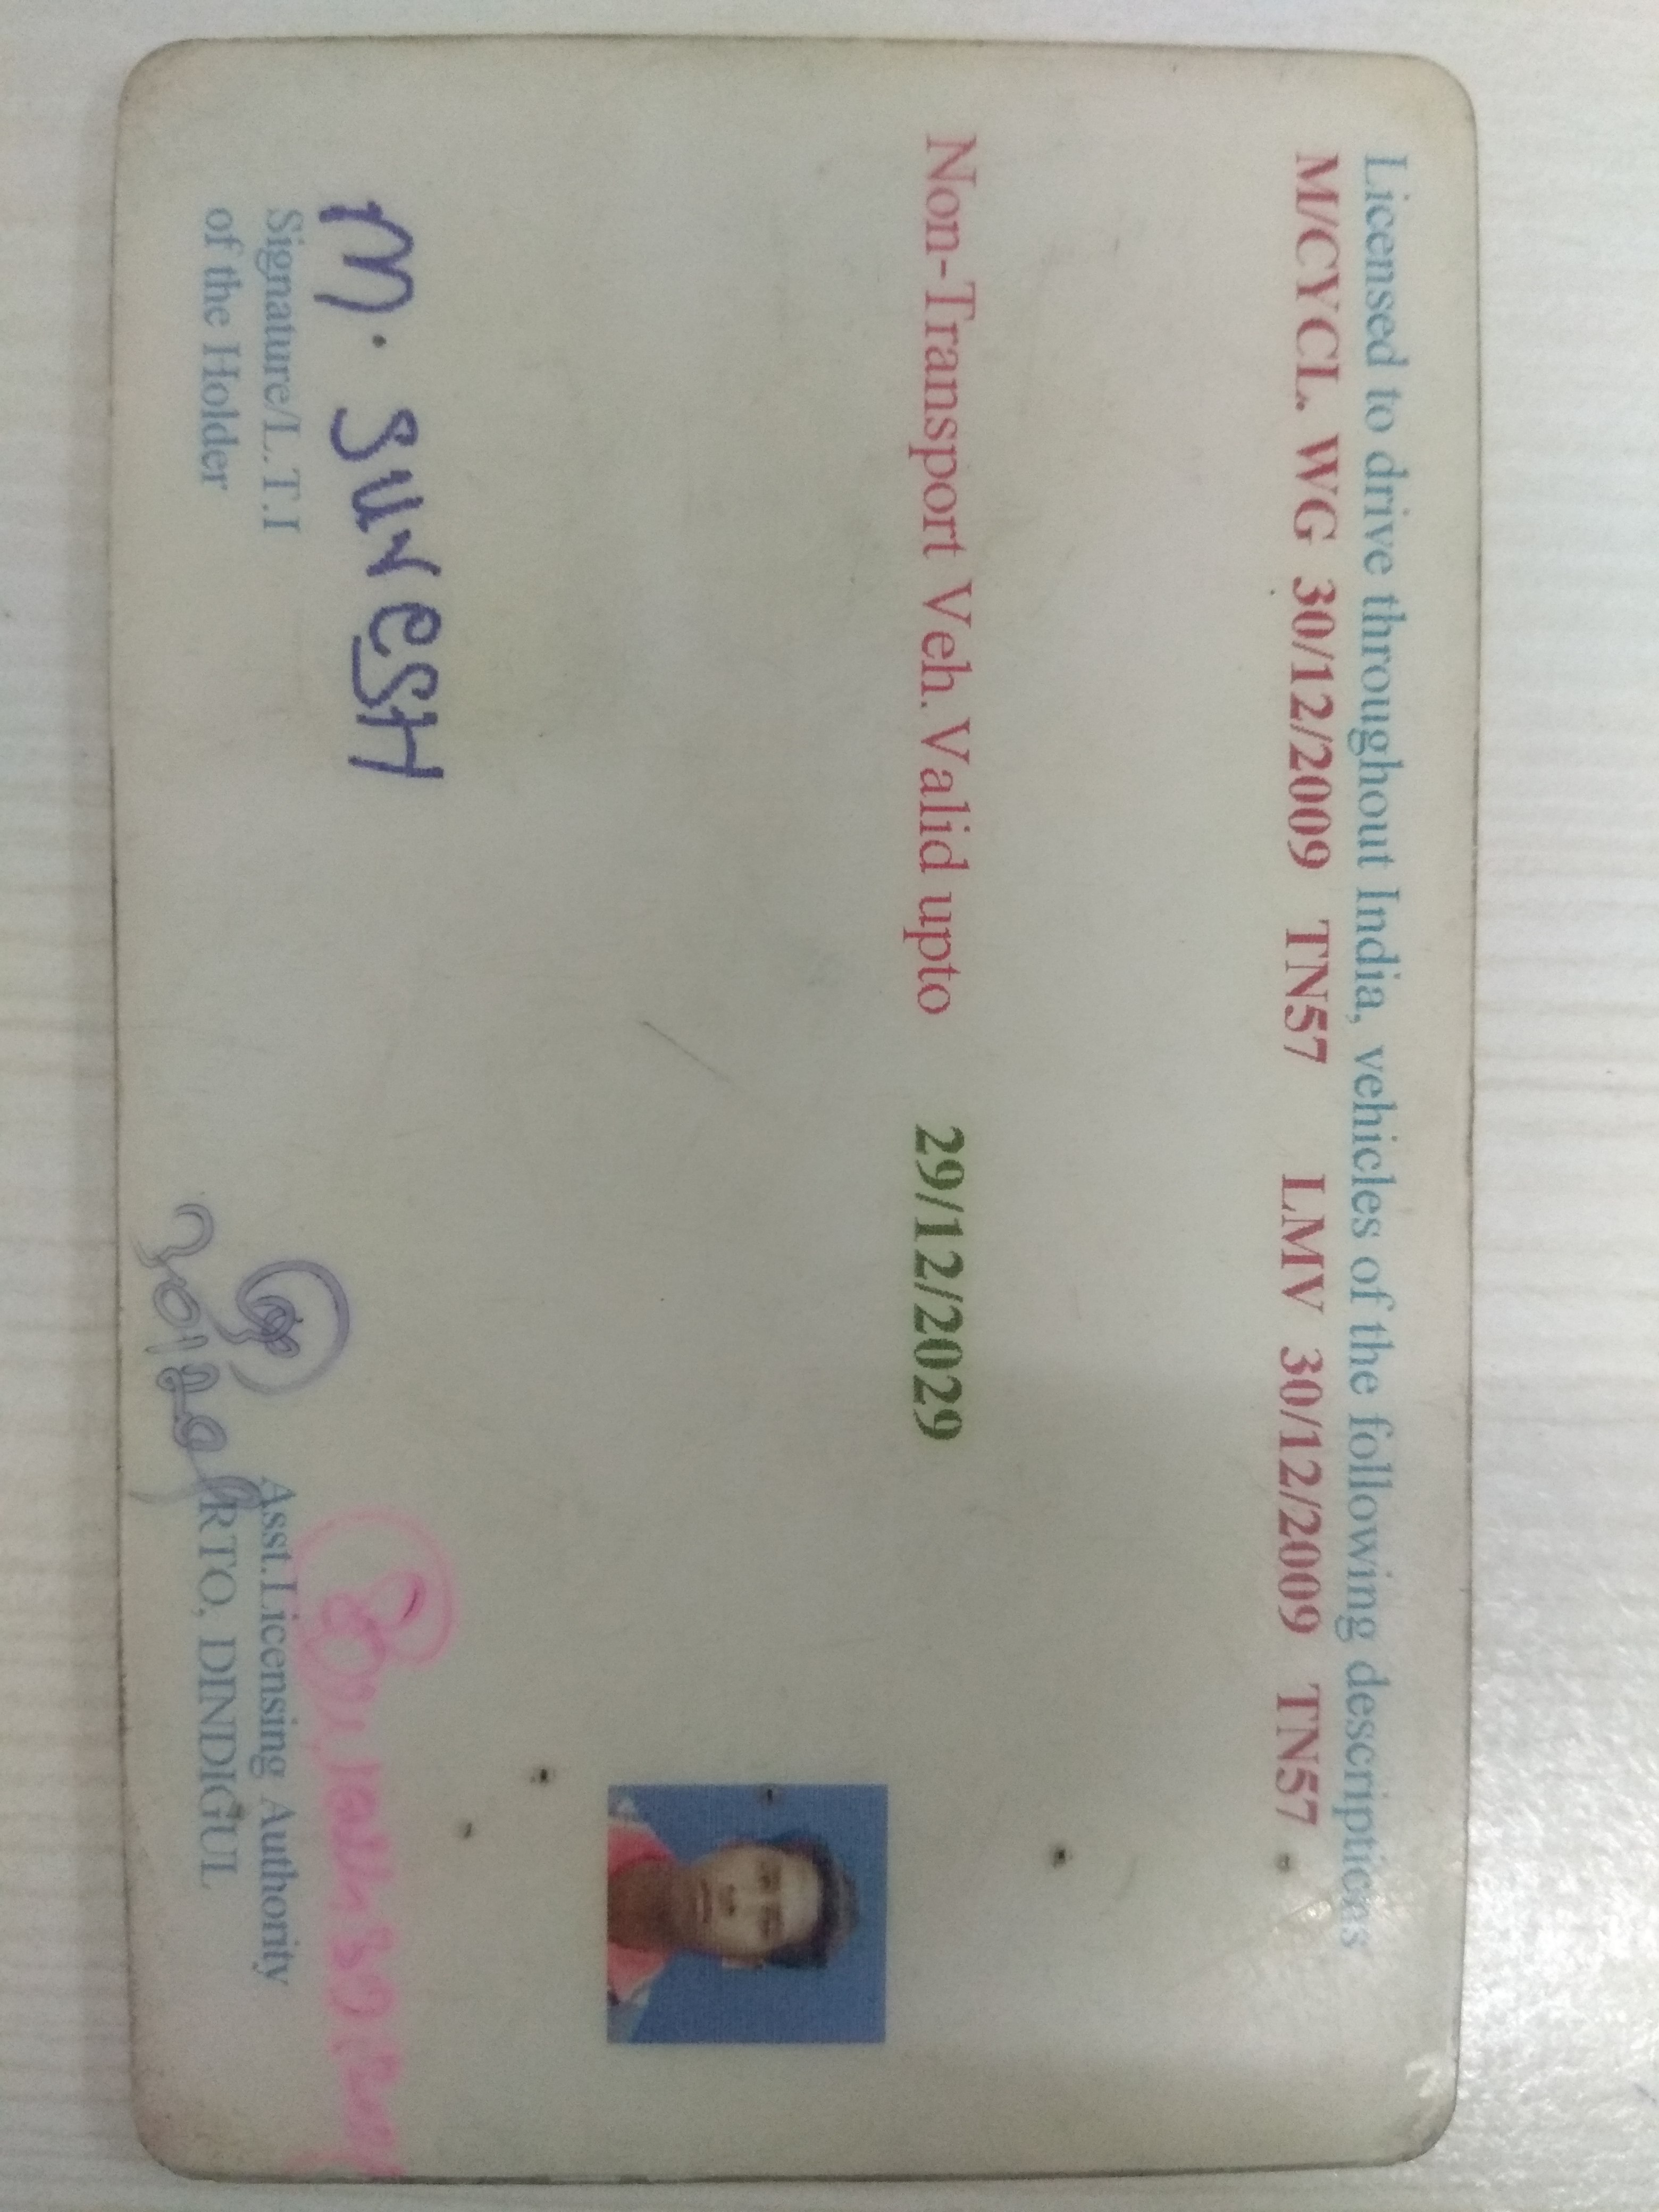 Licensed to drive throughout India, vehicles of the following descriptions
M/CYCL. WG 30/12/2009 TN57 LMV 30/12/2009 TN57
Non-Transport Veh. Valid upto 29/12/2029
M. SUVESH
Signature/L.T.I
of the Holder
Asst.Licensing Authority
RTO, DINDIGUL